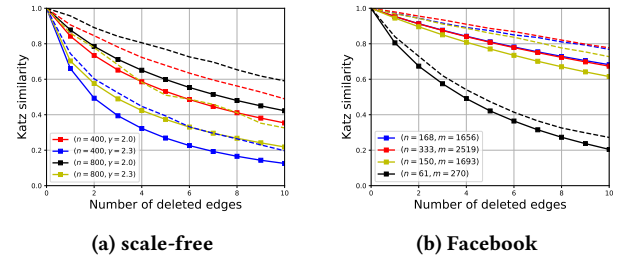 1.0
0.8
0.6
0.4
0.2
0.0
Katz similarity
(n = 400, γ = 2.0)
(n = 400, γ = 2.3)
(n = 800, γ = 2.0)
(n = 800, γ = 2.3)
0 2 4 6 8 10
Number of deleted edges
(a) scale-free
1.0
0.8
0.6
0.4
0.2
0.0
Katz similarity
(n = 168, m = 1656)
(n = 333, m = 2519)
(n = 150, m = 1693)
(n = 61, m = 270)
0 2 4 6 8 10
Number of deleted edges
(b) Facebook